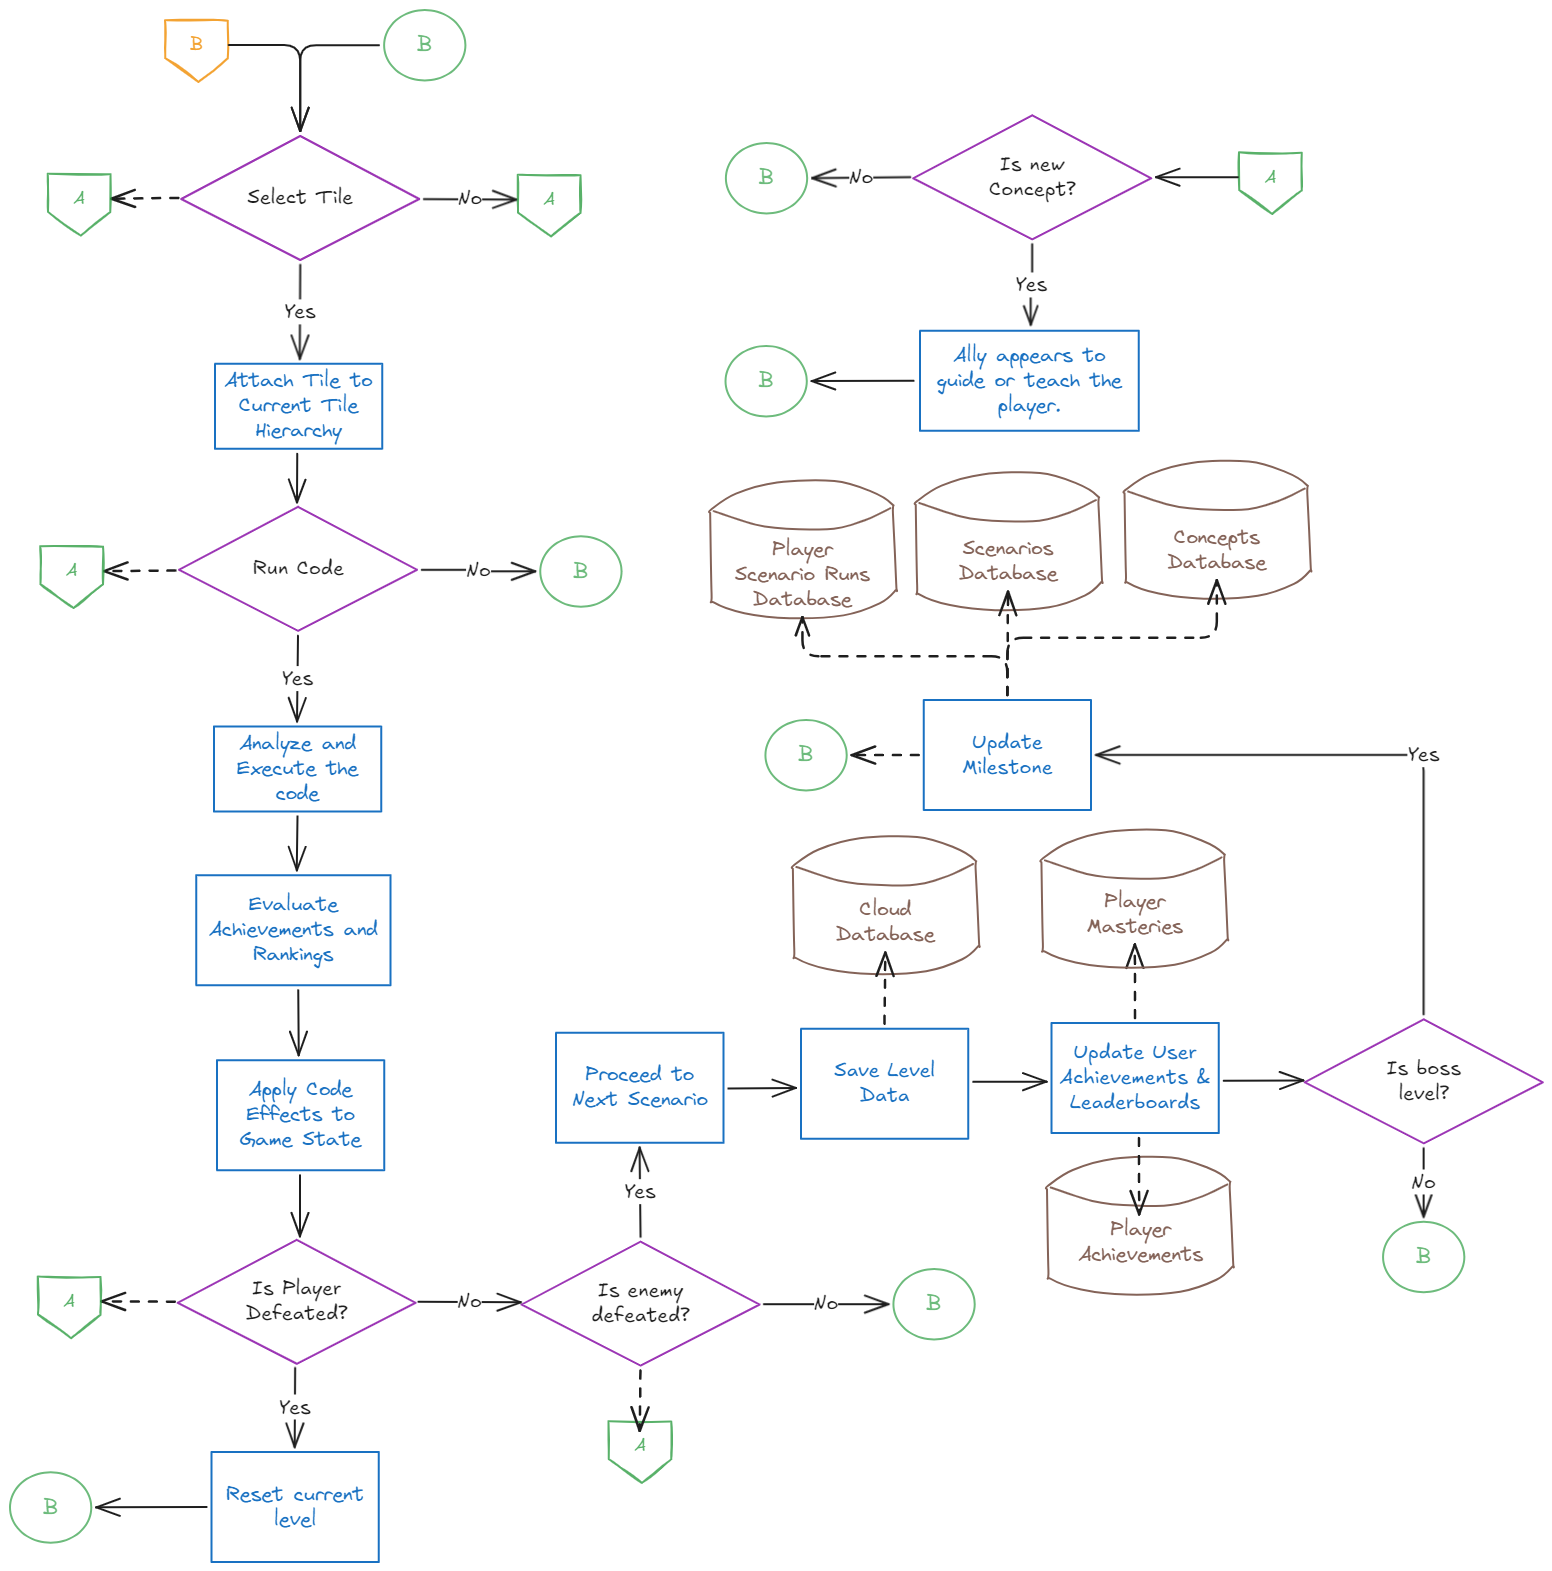 B
B
Select Tile
A
No
A
Yes
Attach Tile to
Current Tile
Hierarchy
Run Code
A
No
B
Yes
Analyze and
Execute the
code
Evaluate
Achievements and
Rankings
Apply Code
Effects to
Game State
Is Player
Defeated?
A
No
Yes
Reset current
level
B
Is enemy
defeated?
No
B
A
Yes
Proceed to
Next Scenario
Save Level
Data
Cloud
Database
Update User
Achievements &
Leaderboards
Player
Masteries
Player
Achievements
Is boss
level?
No
B
Yes
Update
Milestone
B
Player
Scenario Runs
Database
Scenarios
Database
Concepts
Database
A
Is new
Concept?
No
B
Yes
Ally appears to
guide or teach the
player.
B